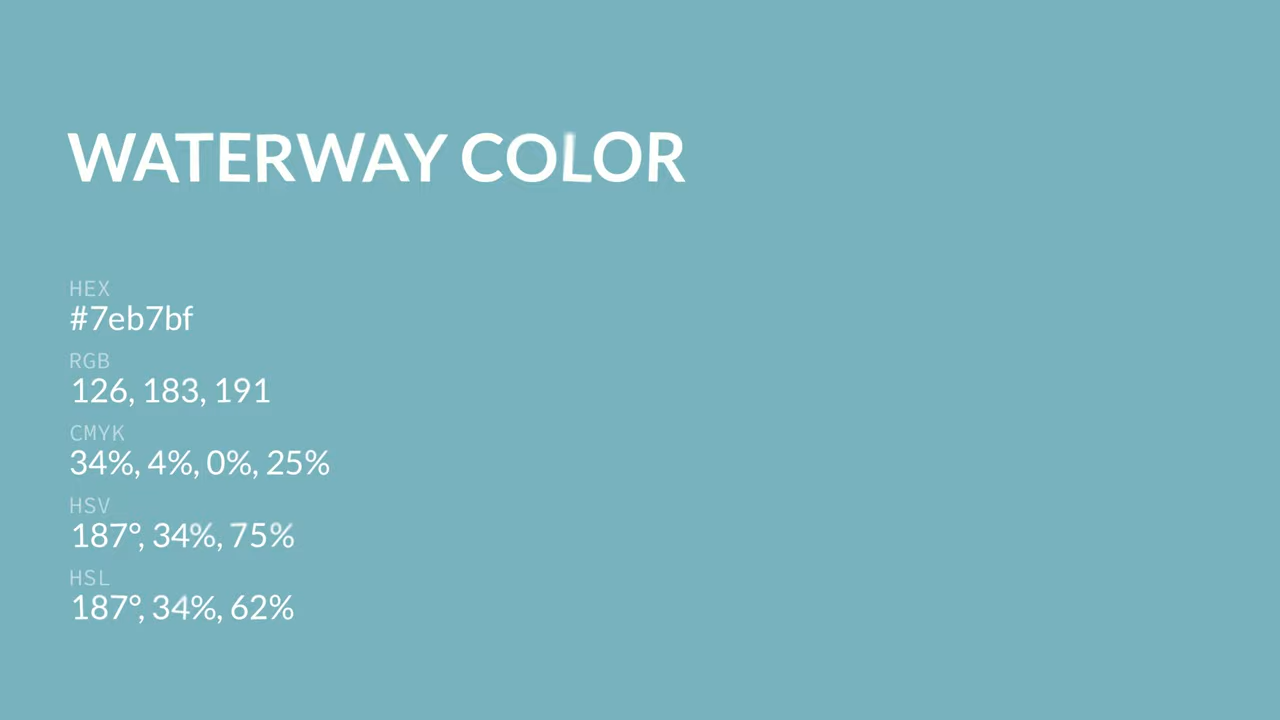 WATERWAY COLOR
HEX
#7eb7bf
RGB
126, 183, 191
CMYK
34%, 4%, 0%, 25%
HSV
187°, 34%, 75%
HSL
187°, 34%, 62%